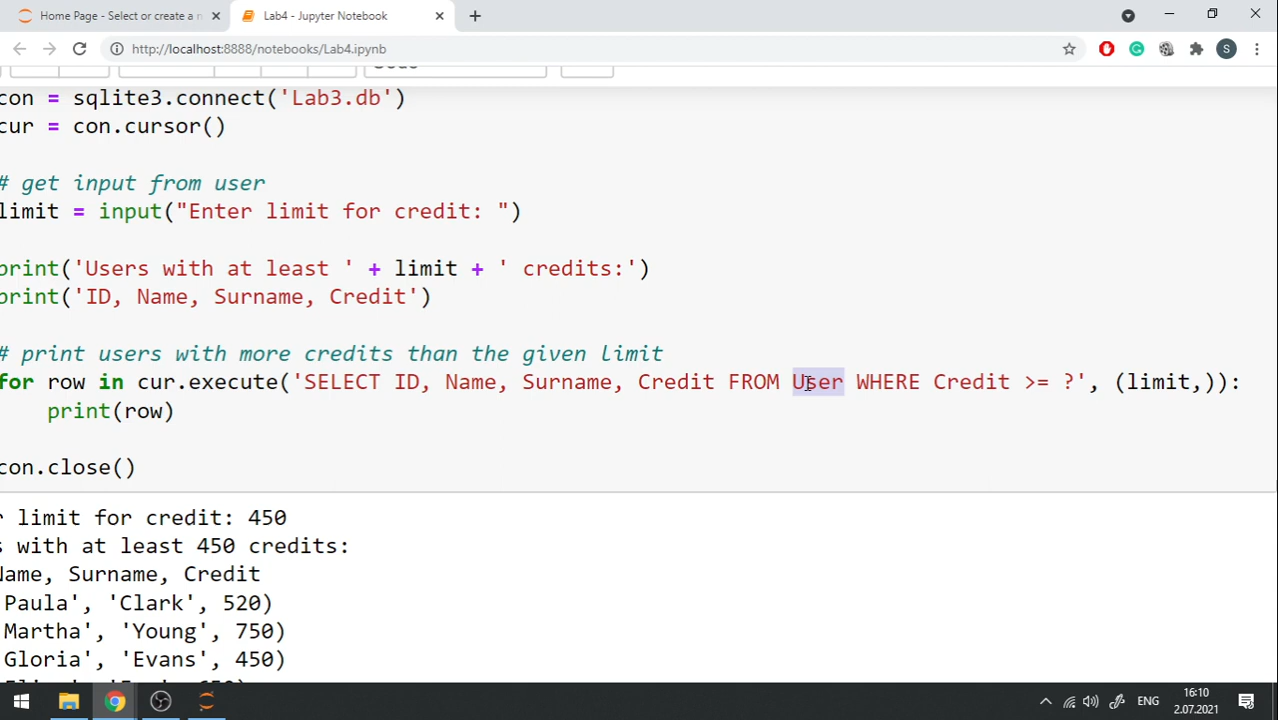 Home Page - Select or create a n
Lab4 - Jupyter Notebook
http://localhost:8888/notebooks/Lab4.ipynb
S
con = sqlite3.connect('Lab3.db')
cur = con.cursor()
# get input from user
limit = input("Enter limit for credit: ")
print('Users with at least ' + limit + ' credits:')
print('ID, Name, Surname, Credit')
# print users with more credits than the given limit
for row in cur.execute('SELECT ID, Name, Surname, Credit FROM User WHERE Credit >= ?', (limit,)):
print(row)
con.close()
r limit for credit: 450
s with at least 450 credits:
Name, Surname, Credit
Paula', 'Clark', 520)
Martha', 'Young', 750)
Gloria', 'Evans', 450)
ENG
16:10
2.07.2021